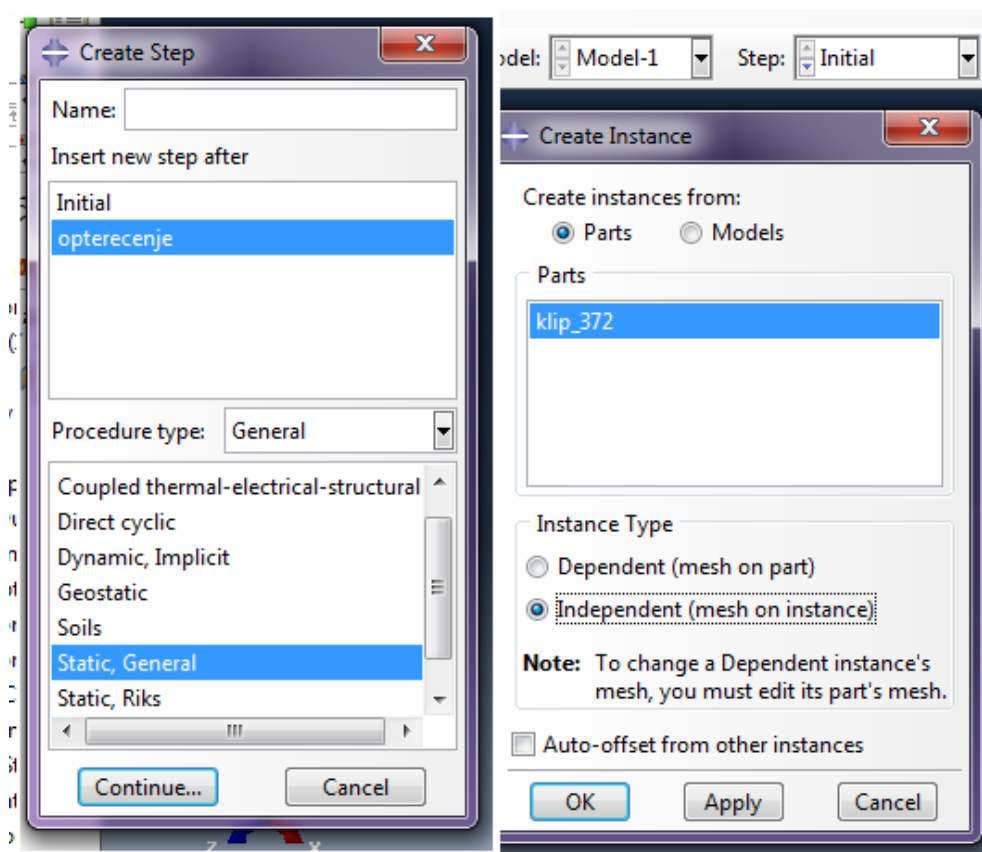 Create Step
Name:
Insert new step after
Initial
opterecenje
Procedure type: General
Coupled thermal-electrical-structural
Direct cyclic
Dynamic, Implicit
Geostatic
Soils
Static, General
Static, Riks
Continue... Cancel
Z X
Model-1 Step: Initial
Create Instance
Create instances from:
Parts Models
Parts
klip_372
Instance Type
Dependent (mesh on part)
Independent (mesh on instance)
Note: To change a Dependent instance's
mesh, you must edit its part's mesh.
Auto-offset from other instances
OK Apply Cancel